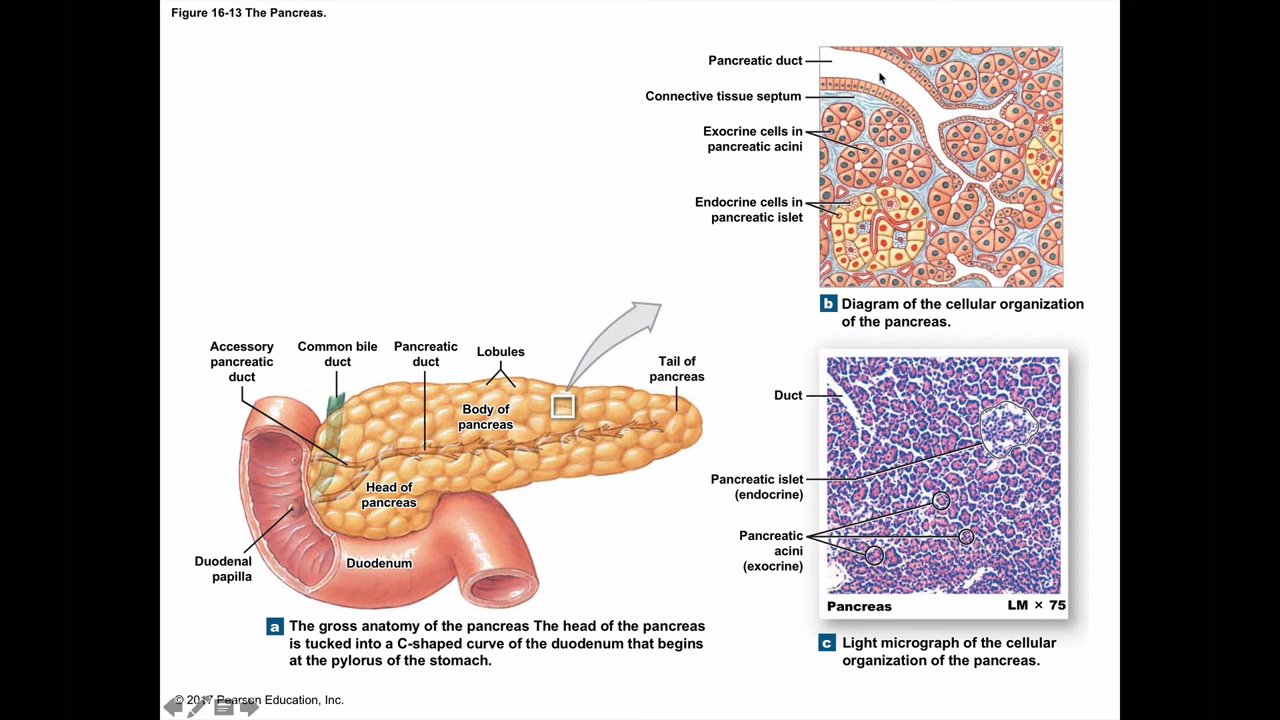 Figure 16-13 The Pancreas.
Pancreatic duct
Connective tissue septum
Exocrine cells in
pancreatic acini
Endocrine cells in
pancreatic islet
b Diagram of the cellular organization
of the pancreas.
Accessory
pancreatic
duct
Common bile
duct
Pancreatic
duct
Lobules
Tail of
pancreas
Body of
pancreas
Head of
pancreas
Duodenal
papilla
Duodenum
a The gross anatomy of the pancreas The head of the pancreas
is tucked into a C-shaped curve of the duodenum that begins
at the pylorus of the stomach.
Duct
Pancreatic islet
(endocrine)
Pancreatic
acini
(exocrine)
Pancreas
LM × 75
c Light micrograph of the cellular
organization of the pancreas.
© 2017 Pearson Education, Inc.